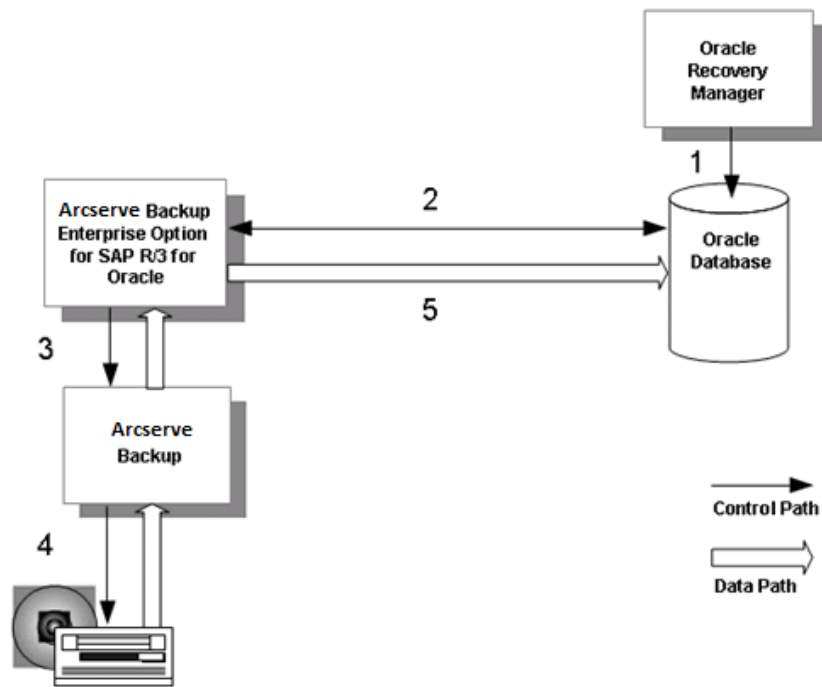 Oracle
Recovery
Manager
1
2
Arcserve Backup
Enterprise Option
for SAP R/3 for
Oracle
Oracle
Database
5
3
Arcserve
Backup
Control Path
4
Data Path